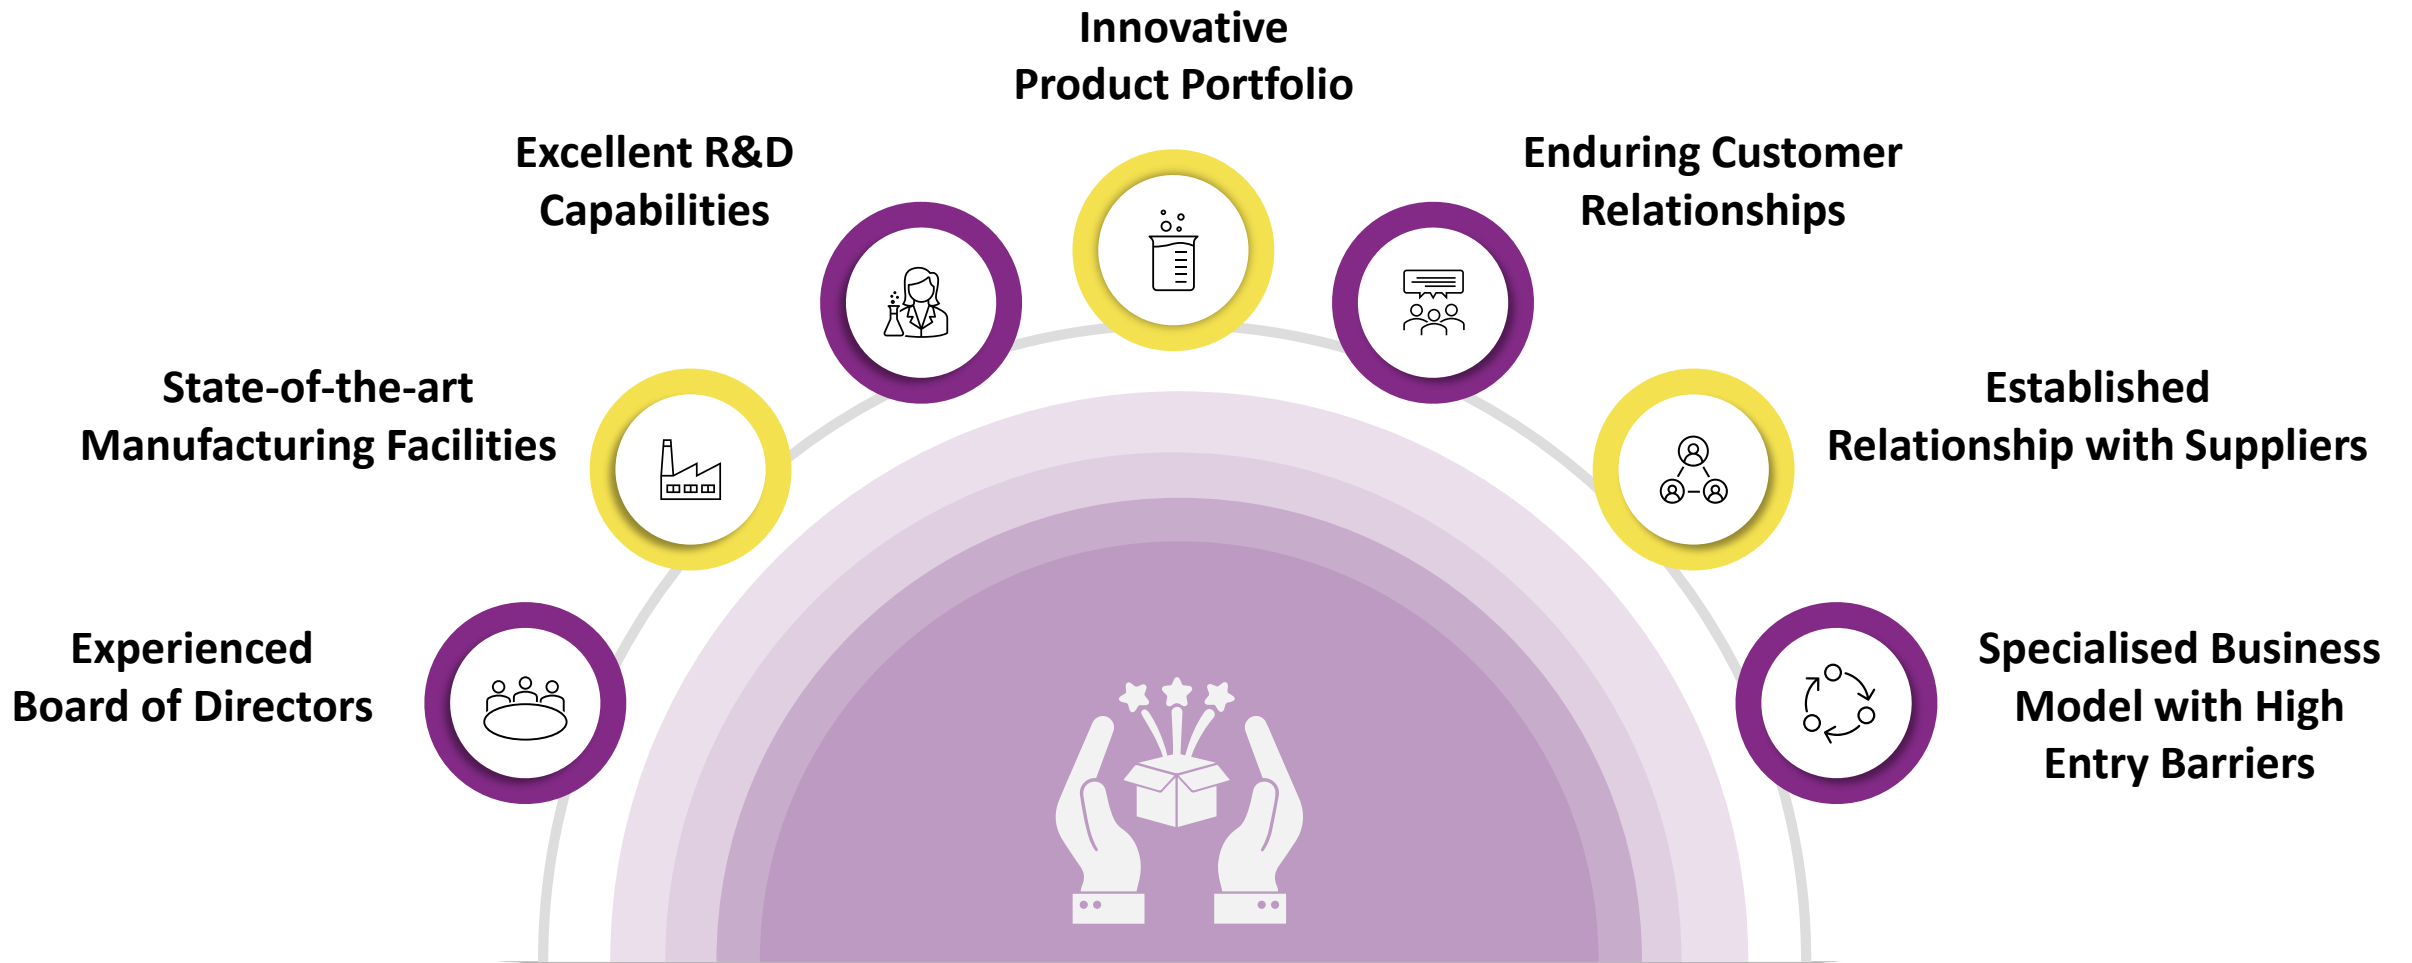 Innovative
Product Portfolio
Excellent R&D
Capabilities
Enduring Customer
Relationships
State-of-the-art
Manufacturing Facilities
Established
Relationship with Suppliers
Experienced
Board of Directors
Specialised Business
Model with High
Entry Barriers